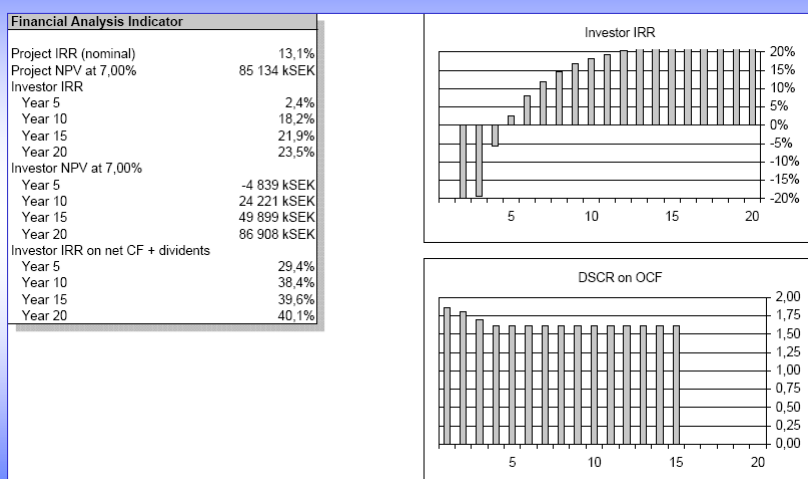 Financial Analysis Indicator
Project IRR (nominal) 13,1%
Project NPV at 7,00% 85 134 kSEK
Investor IRR
Year 5 2,4%
Year 10 18,2%
Year 15 21,9%
Year 20 23,5%
Investor NPV at 7,00%
Year 5 -4 839 kSEK
Year 10 24 221 kSEK
Year 15 49 899 kSEK
Year 20 86 908 kSEK
Investor IRR on net CF + dividents
Year 5 29,4%
Year 10 38,4%
Year 15 39,6%
Year 20 40,1%
Investor IRR
20%
15%
10%
5%
0%
-5%
-10%
-15%
-20%
5 10 15 20
DSCR on OCF
2,00
1,75
1,50
1,25
1,00
0,75
0,50
0,25
0,00
5 10 15 20